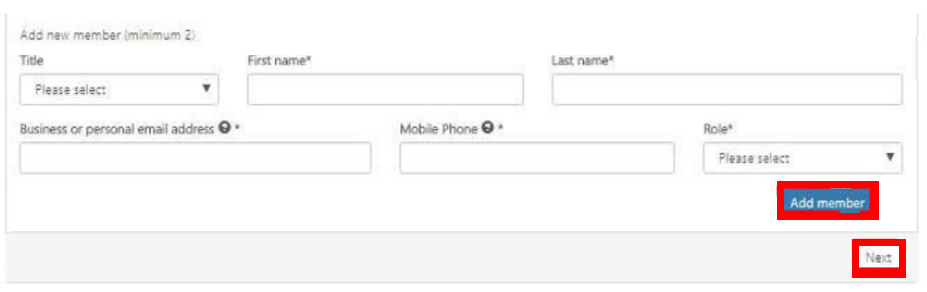 Add new member (minimum 2)
Title First name* Last name*
Please select
Business or personal email address * Mobile Phone * Role*
Please select
Add member
Next